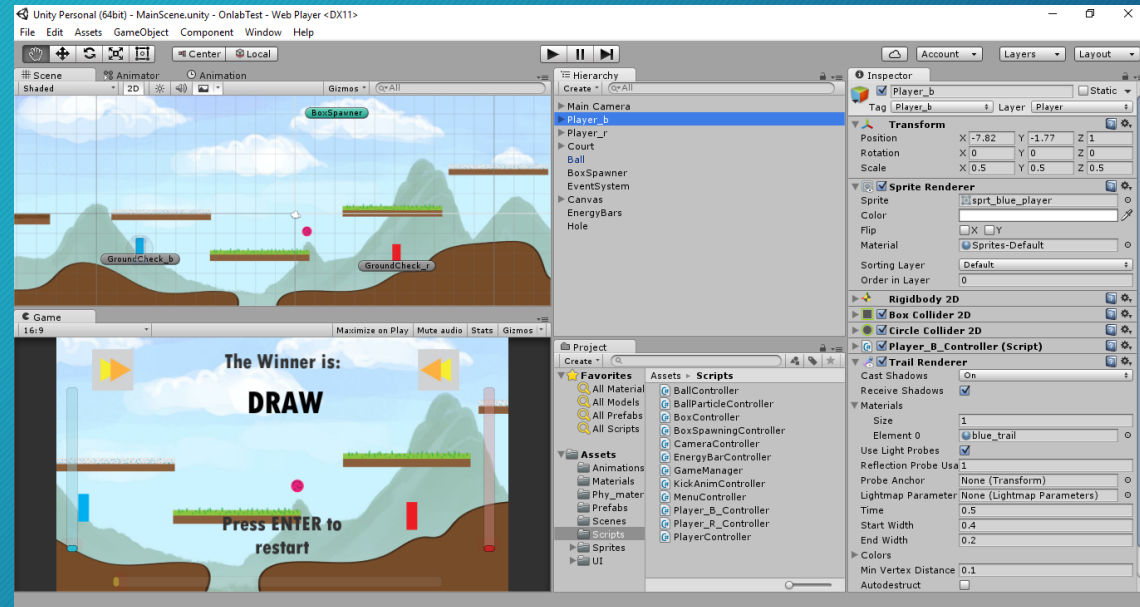 Unity Personal (64bit) - MainScene.unity - OnlabTest - Web Player <DX11>
File Edit Assets GameObject Component Window Help
Center Local
Account Layers Layout
Scene Animator Animation
Shaded 2D Gizmos All
BoxSpawner
GroundCheck_b
GroundCheck_r
Game
16:9 Maximize on Play Mute audio Stats Gizmos
The Winner is:
DRAW
Press ENTER to
restart
Hierarchy
Create All
Main Camera
Player_b
Player_r
Court
Ball
BoxSpawner
EventSystem
Canvas
EnergyBars
Hole
Project
Create
Favorites
All Material
All Models
All Prefabs
All Scripts
Assets
Animations
Materials
Phy_mater
Prefabs
Scenes
Scripts
Sprites
UI
Assets Scripts
BallController
BallParticleController
BoxController
BoxSpawningController
CameraController
EnergyBarController
GameManager
KickAnimController
MenuController
Player_B_Controller
Player_R_Controller
PlayerController
Inspector
Player_b Static
Tag Player_b Layer Player
Transform
Position X -7.82 Y -1.77 Z 1
Rotation X 0 Y 0 Z 0
Scale X 0.5 Y 0.5 Z 0.5
Sprite Renderer
Sprite sprt_blue_player
Color
Flip X Y
Material Sprites-Default
Sorting Layer Default
Order in Layer 0
Rigidbody 2D
Box Collider 2D
Circle Collider 2D
Player_B_Controller (Script)
Trail Renderer
Cast Shadows On
Receive Shadows
Materials
Size 1
Element 0 blue_trail
Use Light Probes
Reflection Probe Usa 1
Probe Anchor None (Transform)
Lightmap Parameter None (Lightmap Parameters)
Time 0.5
Start Width 0.4
End Width 0.2
Colors
Min Vertex Distance 0.1
Autodestruct